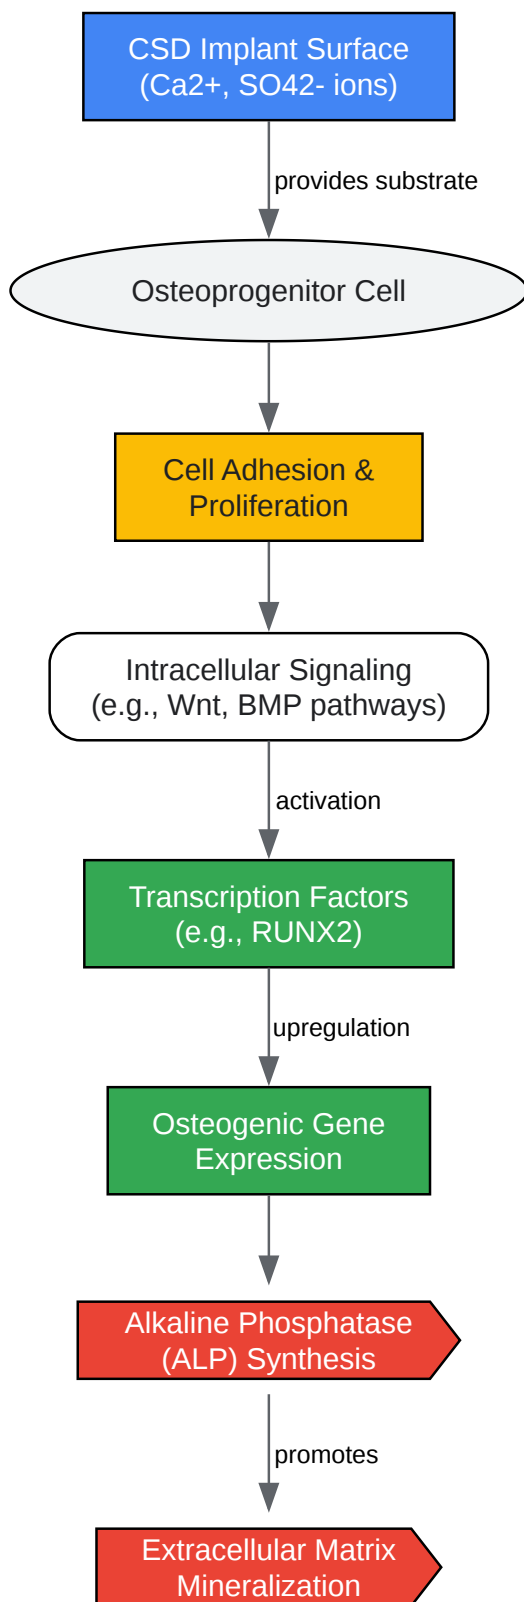 CSD Implant Surface
(Ca2+, SO42- ions)
provides substrate
Osteoprogenitor Cell
Cell Adhesion &
Proliferation
Intracellular Signaling
(e.g., Wnt, BMP pathways)
activation
Transcription Factors
(e.g., RUNX2)
upregulation
Osteogenic Gene
Expression
Alkaline Phosphatase
(ALP) Synthesis
promotes
Extracellular Matrix
Mineralization